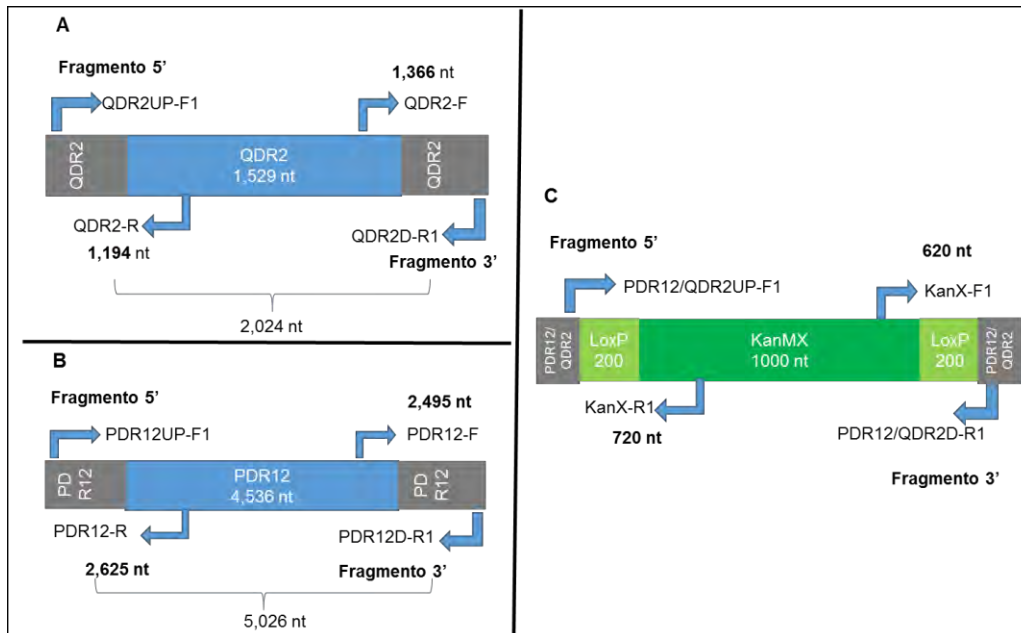 A
Fragmento 5’
1,366 nt
QDR2UP-F1
QDR2-F
QDR2
QDR2
1,529 nt
QDR2
QDR2-R
1,194 nt
QDR2D-R1
Fragmento 3’
2,024 nt
B
Fragmento 5’
2,495 nt
PDR12UP-F1
PDR12-F
PD
R12
PDR12
4,536 nt
PD
R12
PDR12-R
2,625 nt
PDR12D-R1
Fragmento 3’
5,026 nt
C
Fragmento 5’
620 nt
PDR12/QDR2UP-F1
KanX-F1
PDR12/
QDR2
LoxP
200
KanMX
1000 nt
LoxP
200
PDR12/
QDR2
KanX-R1
720 nt
PDR12/QDR2D-R1
Fragmento 3’